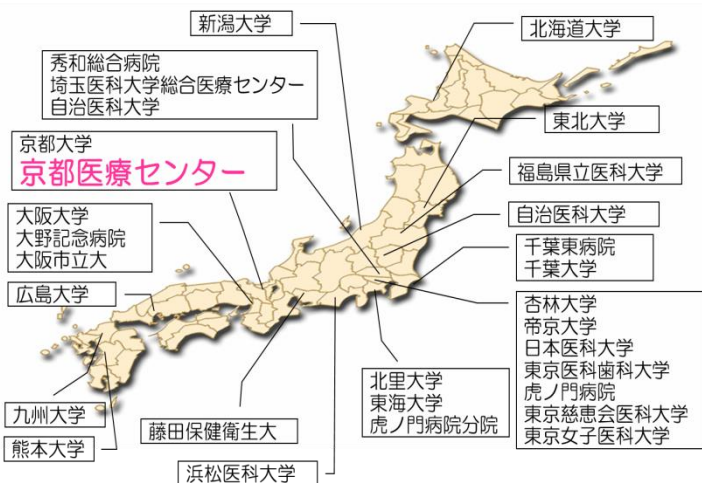 新潟大学
北海道大学
秀和総合病院
埼玉医科大学総合医療センター
自治医科大学
東北大学
京都大学
京都医療センター
福島県立医科大学
大阪大学
大野記念病院
大阪市立大
自治医科大学
千葉東病院
千葉大学
広島大学
杏林大学
帝京大学
日本医科大学
東京医科歯科大学
虎ノ門病院
東京慈恵会医科大学
東京女子医科大学
北里大学
東海大学
虎ノ門病院分院
九州大学
藤田保健衛生大
熊本大学
浜松医科大学